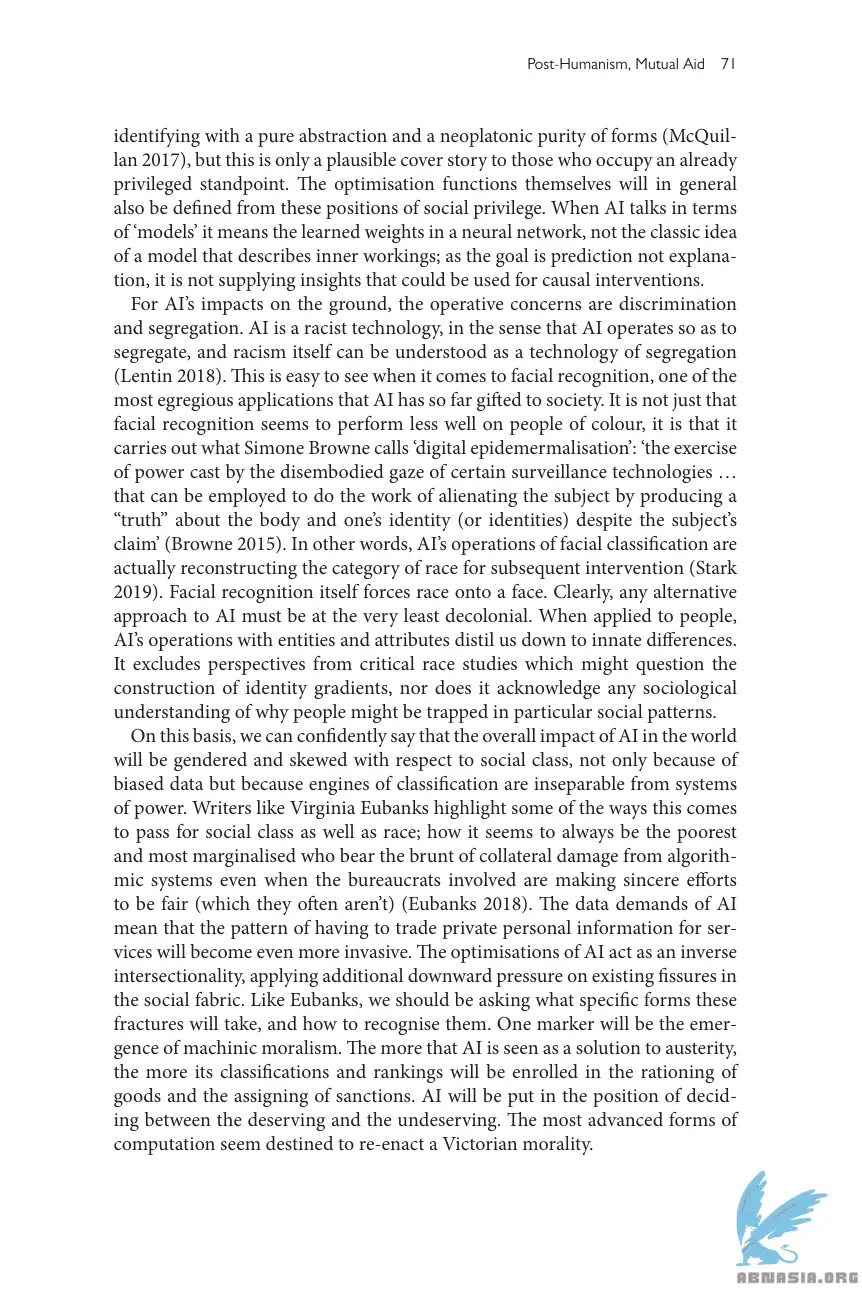 Post-Humanism, Mutual Aid 71
identifying with a pure abstraction and a neoplatonic purity of forms (McQuil-
lan 2017), but this is only a plausible cover story to those who occupy an already
privileged standpoint. The optimisation functions themselves will in general
also be defined from these positions of social privilege. When AI talks in terms
of ‘models’ it means the learned weights in a neural network, not the classic idea
of a model that describes inner workings; as the goal is prediction not explana-
tion, it is not supplying insights that could be used for causal interventions.
For AI’s impacts on the ground, the operative concerns are discrimination
and segregation. AI is a racist technology, in the sense that AI operates so as to
segregate, and racism itself can be understood as a technology of segregation
(Lentin 2018). This is easy to see when it comes to facial recognition, one of the
most egregious applications that AI has so far gifted to society. It is not just that
facial recognition seems to perform less well on people of colour, it is that it
carries out what Simone Browne calls ‘digital epidemermalisation’: ‘the exercise
of power cast by the disembodied gaze of certain surveillance technologies …
that can be employed to do the work of alienating the subject by producing a
“truth” about the body and one’s identity (or identities) despite the subject’s
claim’ (Browne 2015). In other words, AI’s operations of facial classification are
actually reconstructing the category of race for subsequent intervention (Stark
2019). Facial recognition itself forces race onto a face. Clearly, any alternative
approach to AI must be at the very least decolonial. When applied to people,
AI’s operations with entities and attributes distil us down to innate differences.
It excludes perspectives from critical race studies which might question the
construction of identity gradients, nor does it acknowledge any sociological
understanding of why people might be trapped in particular social patterns.
On this basis, we can confidently say that the overall impact of AI in the world
will be gendered and skewed with respect to social class, not only because of
biased data but because engines of classification are inseparable from systems
of power. Writers like Virginia Eubanks highlight some of the ways this comes
to pass for social class as well as race; how it seems to always be the poorest
and most marginalised who bear the brunt of collateral damage from algorith-
mic systems even when the bureaucrats involved are making sincere efforts
to be fair (which they often aren’t) (Eubanks 2018). The data demands of AI
mean that the pattern of having to trade private personal information for ser-
vices will become even more invasive. The optimisations of AI act as an inverse
intersectionality, applying additional downward pressure on existing fissures in
the social fabric. Like Eubanks, we should be asking what specific forms these
fractures will take, and how to recognise them. One marker will be the emer-
gence of machinic moralism. The more that AI is seen as a solution to austerity,
the more its classifications and rankings will be enrolled in the rationing of
goods and the assigning of sanctions. AI will be put in the position of decid-
ing between the deserving and the undeserving. The most advanced forms of
computation seem destined to re-enact a Victorian morality.
ABNASIA.ORG